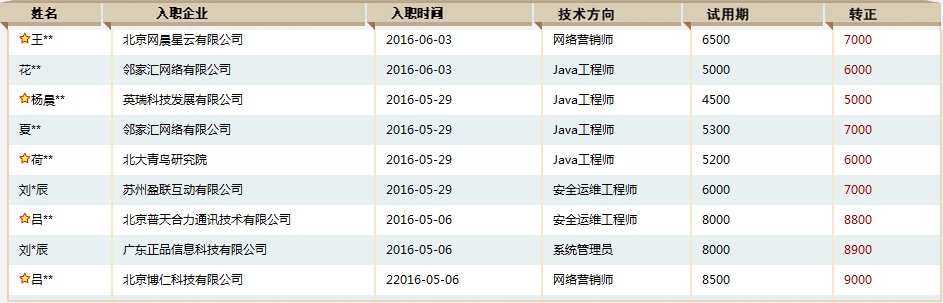 姓名 入职企业 入职时间 技术方向 试用期 转正
王** 北京网晨星云有限公司 2016-06-03 网络营销师 6500 7000
花** 邻家汇网络有限公司 2016-06-03 Java工程师 5000 6000
杨晨** 英瑞科技发展有限公司 2016-05-29 Java工程师 4500 5000
夏** 邻家汇网络有限公司 2016-05-29 Java工程师 5300 7000
荷** 北大青鸟研究院 2016-05-29 Java工程师 5200 6000
刘*辰 苏州盈联互动有限公司 2016-05-29 安全运维工程师 6000 7000
吕** 北京普天合力通讯技术有限公司 2016-05-06 安全运维工程师 8000 8800
刘*辰 广东正品信息科技有限公司 2016-05-06 系统管理员 8000 8900
吕** 北京博仁科技有限公司 22016-05-06 网络营销师 8500 9000